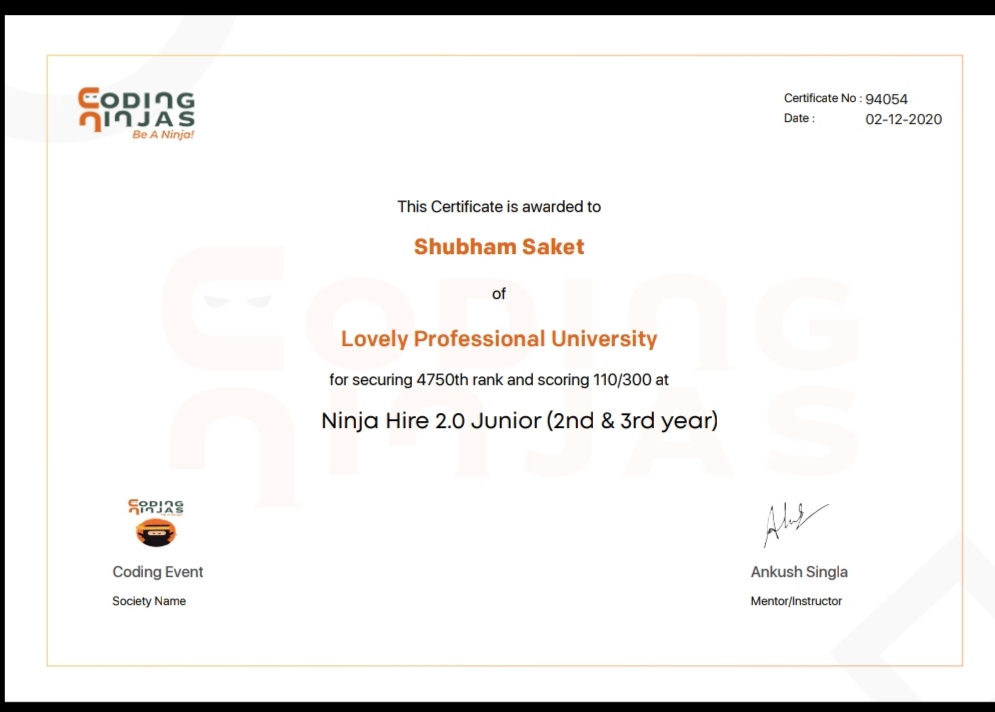 CODING
NINJAS
Be A Ninja!
Certificate No : 94054
Date : 02-12-2020
This Certificate is awarded to
Shubham Saket
of
Lovely Professional University
for securing 4750th rank and scoring 110/300 at
Ninja Hire 2.0 Junior (2nd & 3rd year)
CODING
NINJAS
CODING
NINJAS
Coding Event
Society Name
Ankush Singla
Mentor/Instructor